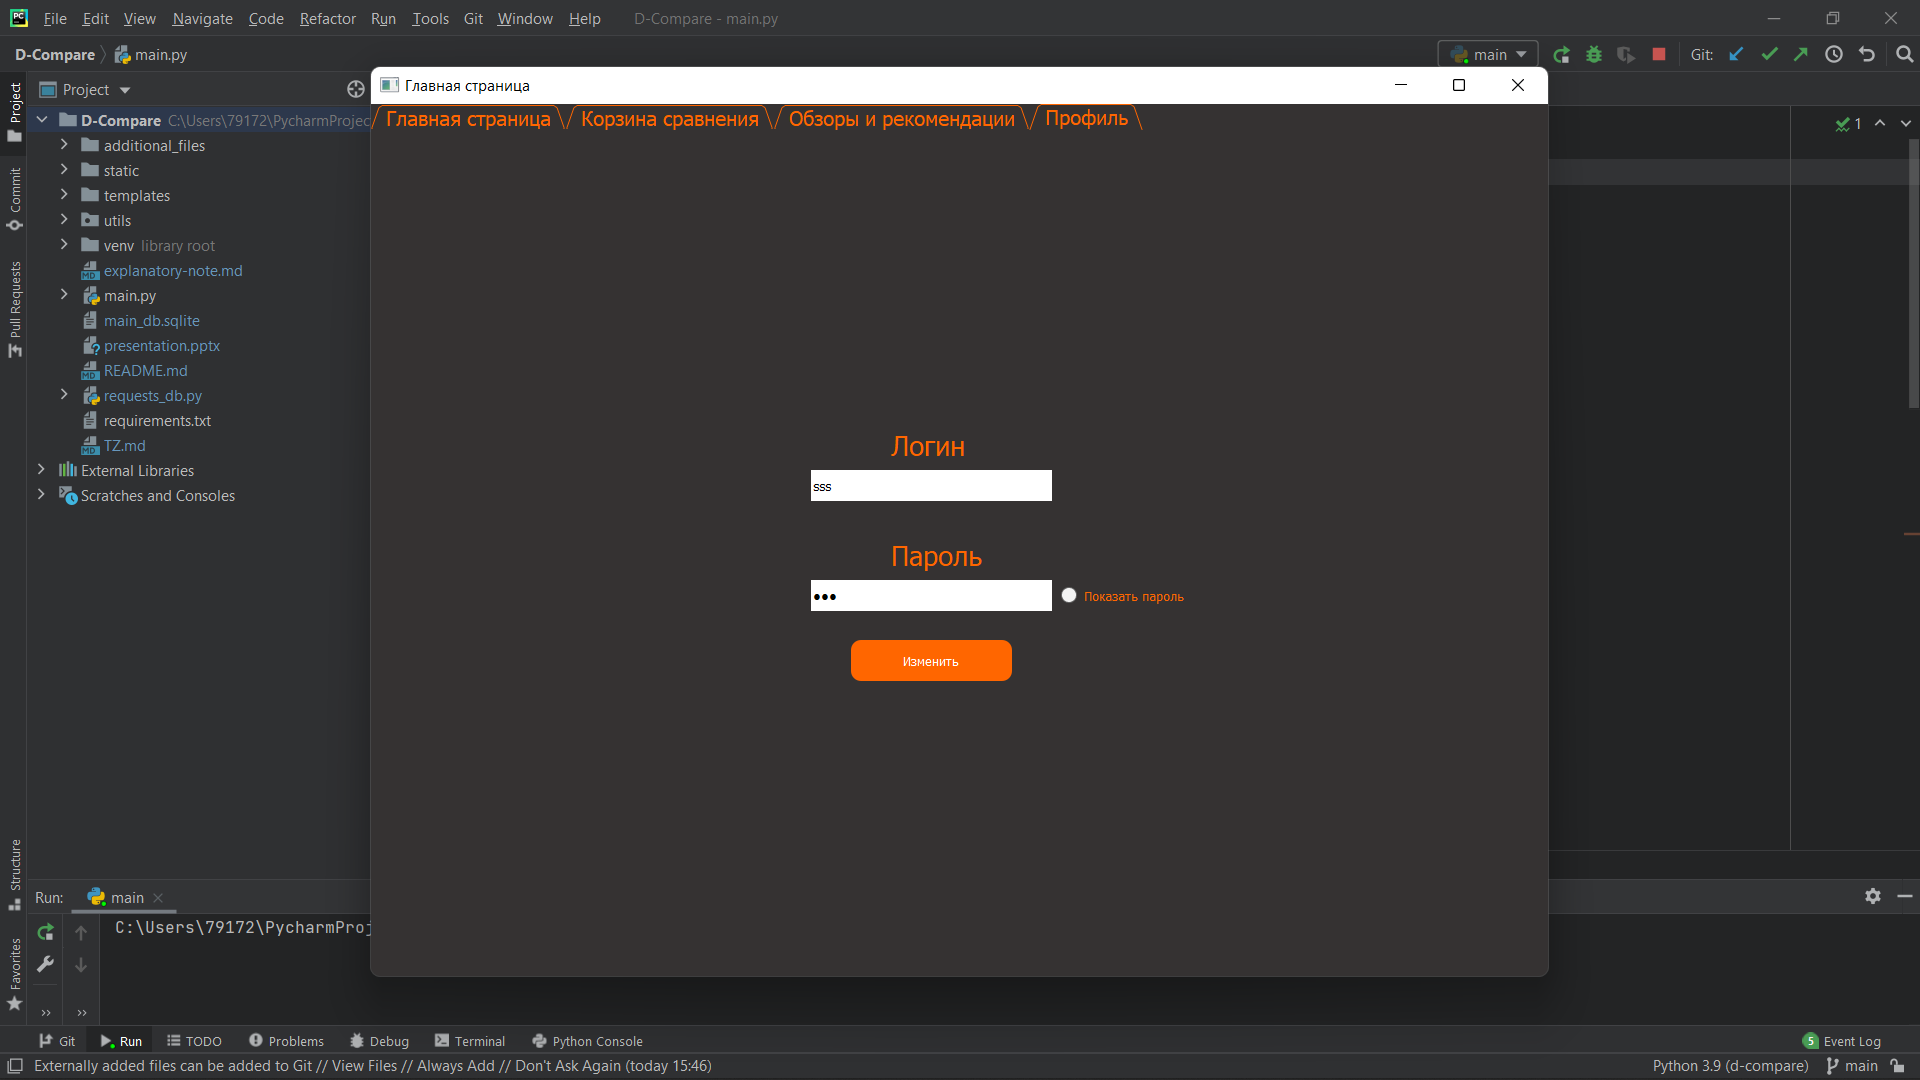 File Edit View Navigate Code Refactor Run Tools Git Window Help D-Compare - main.py
D-Compare main.py main Git:
Project
Главная страница
Главная страница Корзина сравнения Обзоры и рекомендации Профиль
D-Compare C:\Users\79172\PycharmProjec
additional_files
static
templates
utils
venv library root
explanatory-note.md
main.py
main_db.sqlite
presentation.pptx
README.md
requests_db.py
requirements.txt
TZ.md
External Libraries
Scratches and Consoles
Project
Commit
Pull Requests
Structure
Favorites
1
Логин
sss
Пароль
Показать пароль
Изменить
Run: main
C:\Users\79172\PycharmProj
Git Run TODO Problems Debug Terminal Python Console 5 Event Log
Externally added files can be added to Git // View Files // Always Add // Don't Ask Again (today 15:46) Python 3.9 (d-compare) main